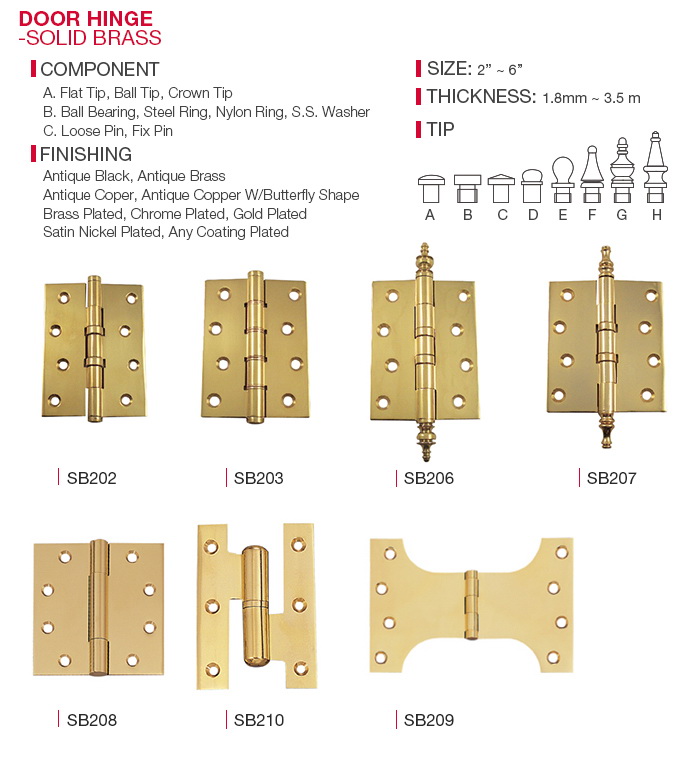 DOOR HINGE
-SOLID BRASS
COMPONENT
A. Flat Tip, Ball Tip, Crown Tip
B. Ball Bearing, Steel Ring, Nylon Ring, S.S. Washer
C. Loose Pin, Fix Pin
FINISHING
Antique Black, Antique Brass
Antique Coper, Antique Copper W/Butterfly Shape
Brass Plated, Chrome Plated, Gold Plated
Satin Nickel Plated, Any Coating Plated
SIZE: 2” ~ 6”
THICKNESS: 1.8mm ~ 3.5 m
TIP
A B C D E F G H
SB202 SB203 SB206 SB207
SB208 SB210 SB209